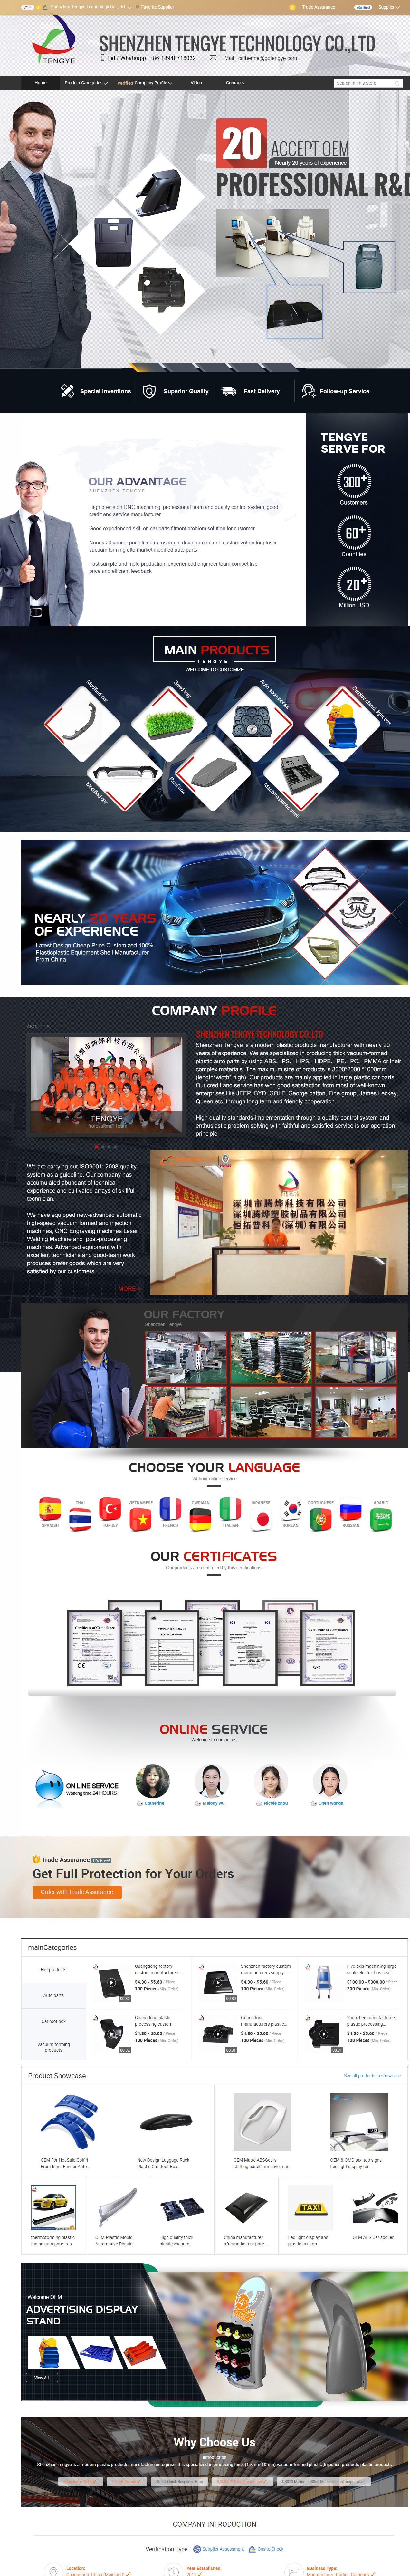 Shenzhen Tengye Technology Co., Ltd.
Favorite Supplier
Trade Assurance
Verified
Supplier
TENGYE
SHENZHEN TENGYE TECHNOLOGY CO,LTD
Tel / Whatsapp: +86 18948716032
E-Mail : catherine@gdtengye.com
Home
Product Categories
Verified Company Profile
Video
Contacts
Search In This Store
20 ACCEPT OEM
Nearly 20 years of experience
PROFESSIONAL R&
Special Inventions
Superior Quality
Fast Delivery
Follow-up Service
OUR ADVANTAGE
SHENZHEN TENGYE
High precision CNC machining, professional team and quality control system, good
credit and service manufacturer
Good experienced skill on car parts fitment problem solution for customer
Nearly 20 years specialized in research, development and customization for plastic
vacuum forming aftermarket modified auto parts
Fast sample and mold production, experienced engineer team,competitive
price and efficient feedback
TENGYE
SERVE FOR
300+
Customers
60+
Countries
20+
Million USD
MAIN PRODUCTS
TENGYE
WELCOME TO CUSTOMIZE
Modified car
Seed tray
Auto accessories
Display stand, light box
Modified car
Roof box
Machine plastic shell
NEARLY 20 YEARS
OF EXPERIENCE
Latest Design Cheap Price Customized 100%
Plasticplastic Equipment Shell Manufacturer
From China
COMPANY PROFILE
ABOUT US
TENGYE
SHENZHEN TENGYE TECHNOLOGY CO.,LTD
Shenzhen Tengye is a modern plastic products manufacturer with nearly 20
years of experience. We are specialized in producing thick vacuum-formed
plastic auto parts by using ABS、PS、HIPS、HDPE、PE、PC、PMMA or their
complex materials. The maximum size of products is 3000*2000 *1000mm
(length*width* high). Our products are mainly applied in large plastic car parts.
Our credit and service has won good satisfaction from most of well-known
enterprises like JEEP, BYD, GOLF, George patton, Fine group, James Leckey,
Queen etc. through long term and friendly cooperation.
High quality standards-implementation through a quality control system and
enthusiastic problem solving with faithful and satisfied service is our operation
principle.
We are carrying out ISO9001: 2008 quality
system as a guideline. Our company has
accumulated abundant of technical
experience and cultivated arrays of skillful
technician.
We have equipped new-advanced automatic
high-speed vacuum formed and injection
machines, CNC Engraving machines Laser
Welding Machine and post-processing
machines. Advanced equipment with
excellent technicians and good-team work
produces prefer goods which are very
satisfied by our customers.
MORE >
深圳市腾烨科技有限公司
深圳腾烨塑胶制品有限公司
恒拓普科 (深圳) 有限公司
OUR FACTORY
Shenzhen Tengye
CHOOSE YOUR LANGUAGE
24-hour online service
SPANISH
THAI
TURKEY
VIETNAMESE
FRENCH
GERMAN
ITALIAN
JAPANESE
KOREAN
PORTUGUESE
RUSSIAN
ARABIC
OUR CERTIFICATES
Our products are confirmed by this certifications
Certificate of Compliance
Certificate of Compliance
ONLINE SERVICE
Welcome to contact us
ON LINE SERVICE
Working time 24 HOURS
Catherine
Melody wu
Nicole zhou
Chen wande
Trade Assurance It's Free!
Get Full Protection for Your Orders
Order with Trade Assurance
mainCategories
Hot products
Auto parts
Car roof box
Vacuum forming
products
Guangdong factory
custom manufacturers...
$4.30 - $5.60 / Piece
100 Pieces (Min. Order)
Shenzhen factory custom
manufacturers supply...
$4.30 - $5.60 / Piece
100 Pieces (Min. Order)
Five axis machining large-
scale electric bus seat...
$100.00 - $300.00 / Piece
200 Pieces (Min. Order)
Guangdong plastic
processing custom...
$4.30 - $5.60 / Piece
100 Pieces (Min. Order)
Guangdong
manufacturers plastic...
$4.30 - $5.60 / Piece
100 Pieces (Min. Order)
Shenzhen manufacturers
plastic processing...
$4.30 - $5.60 / Piece
100 Pieces (Min. Order)
Product Showcase
See all products in showcase
OEM For Hot Sale Golf 4
Front Inner Fender Auto...
New Design Luggage Rack
Plastic Car Roof Box...
OEM Matte ABSGears
shifting panel trim cover car...
OEM & OMD taxi top signs
Led light display for...
thermoforming plastic
tuning auto parts rea...
OEM Plastic Mould
Automotive Plastic...
High quality thick
plastic vacuum...
China manufacturer
aftermarket car parts...
TAXI
Led light display abs
plastic taxi top...
OEM ABS Car spoiler
Welcome OEM
ADVERTISING DISPLAY
STAND
View All
Why Choose Us
Introduction
Shenzhen Tengye is a modern plastic products manufacture enterprise. It is specialized in producing thick (1.5mm-10mm) vacuum-formed plastic ,Injection products plastic products
COMPANY INTRODUCTION
Verification Type:
Supplier Assessment
Onsite Check
Location:
Year Established:
Business Type: